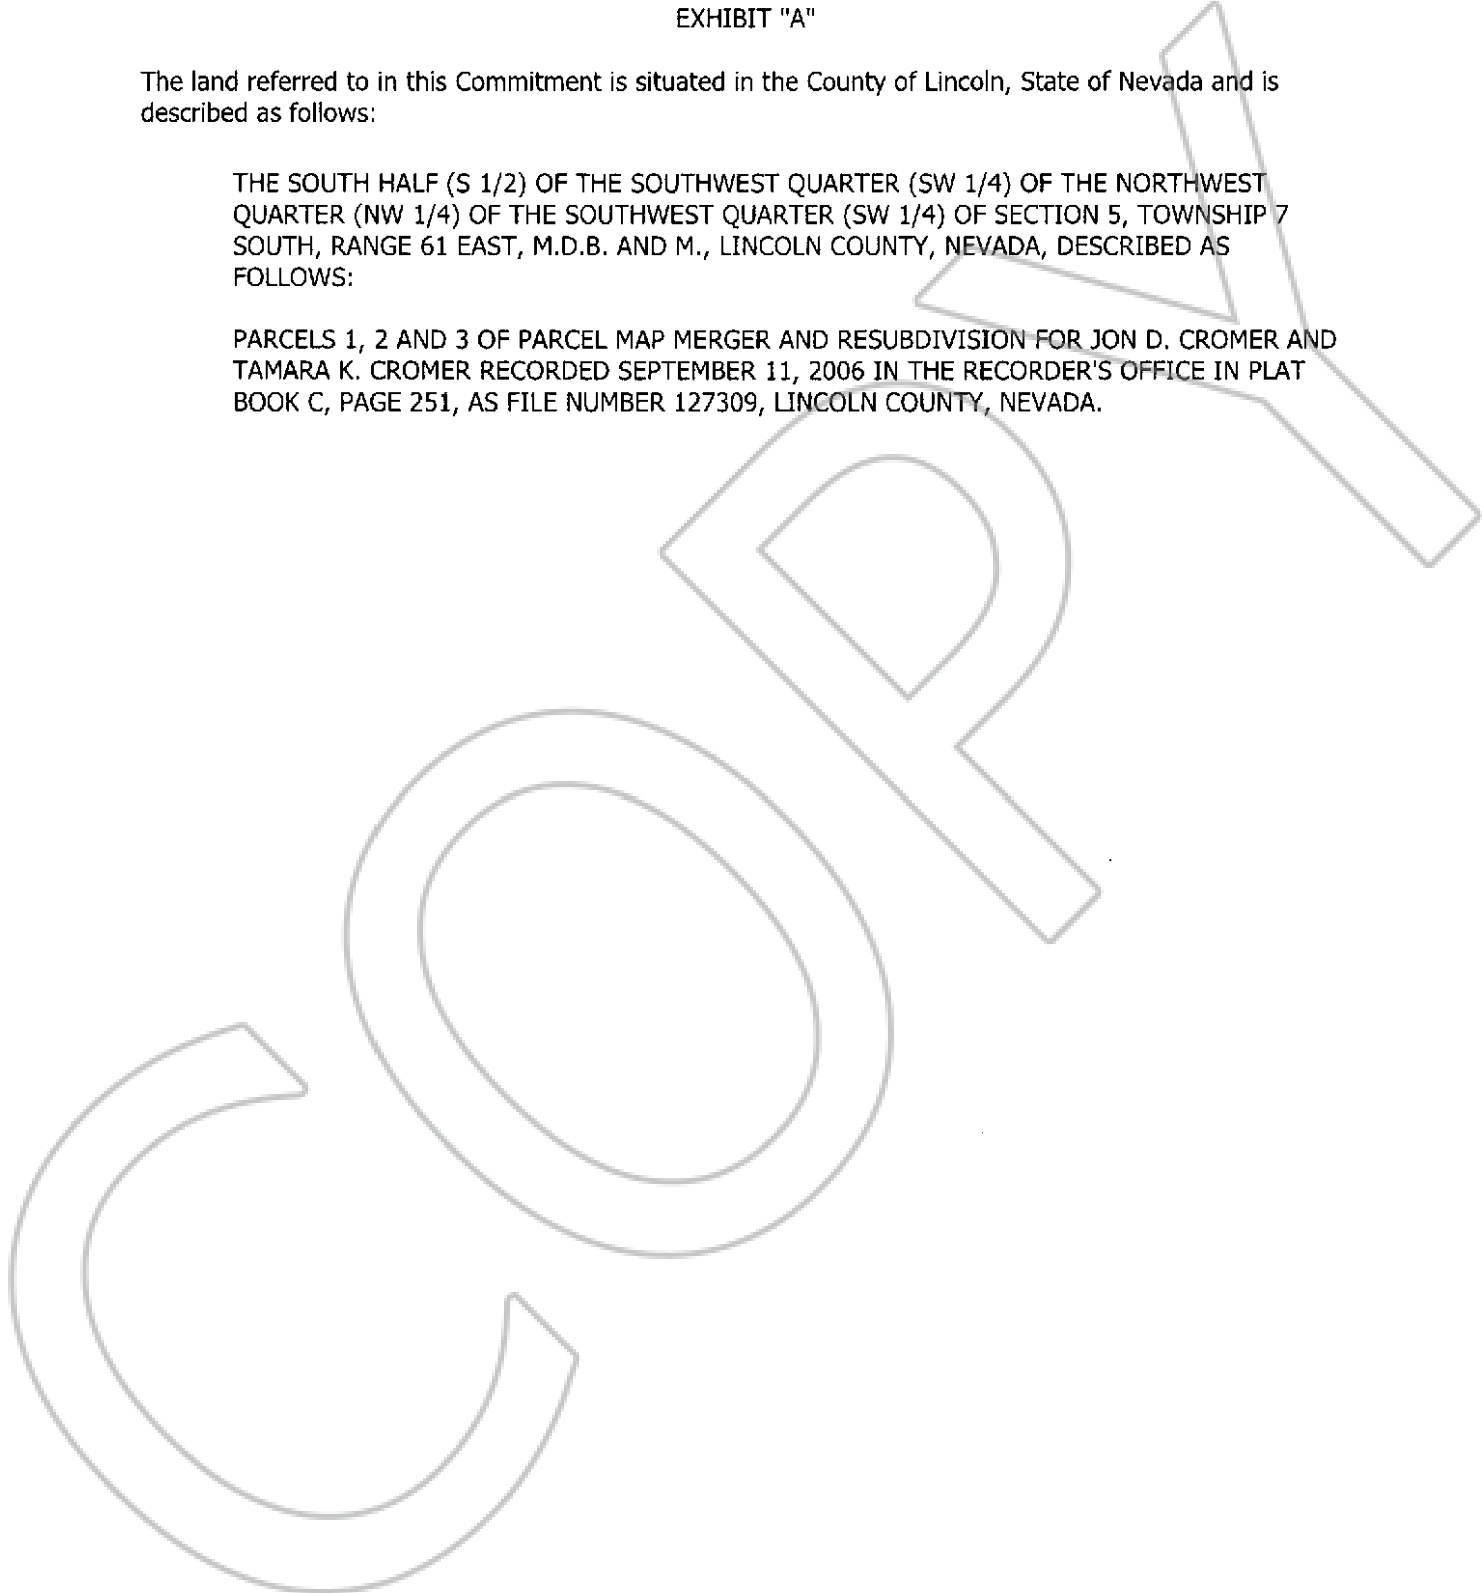 EXHIBIT "A"
The land referred to in this Commitment is situated in the County of Lincoln, State of Nevada and is
described as follows:
THE SOUTH HALF (S 1/2) OF THE SOUTHWEST QUARTER (SW 1/4) OF THE NORTHWEST
QUARTER (NW 1/4) OF THE SOUTHWEST QUARTER (SW 1/4) OF SECTION 5, TOWNSHIP 7
SOUTH, RANGE 61 EAST, M.D.B. AND M., LINCOLN COUNTY, NEVADA, DESCRIBED AS
FOLLOWS:
PARCELS 1, 2 AND 3 OF PARCEL MAP MERGER AND RESUBDIVISION FOR JON D. CROMER AND
TAMARA K. CROMER RECORDED SEPTEMBER 11, 2006 IN THE RECORDER'S OFFICE IN PLAT
BOOK C, PAGE 251, AS FILE NUMBER 127309, LINCOLN COUNTY, NEVADA.
COPY